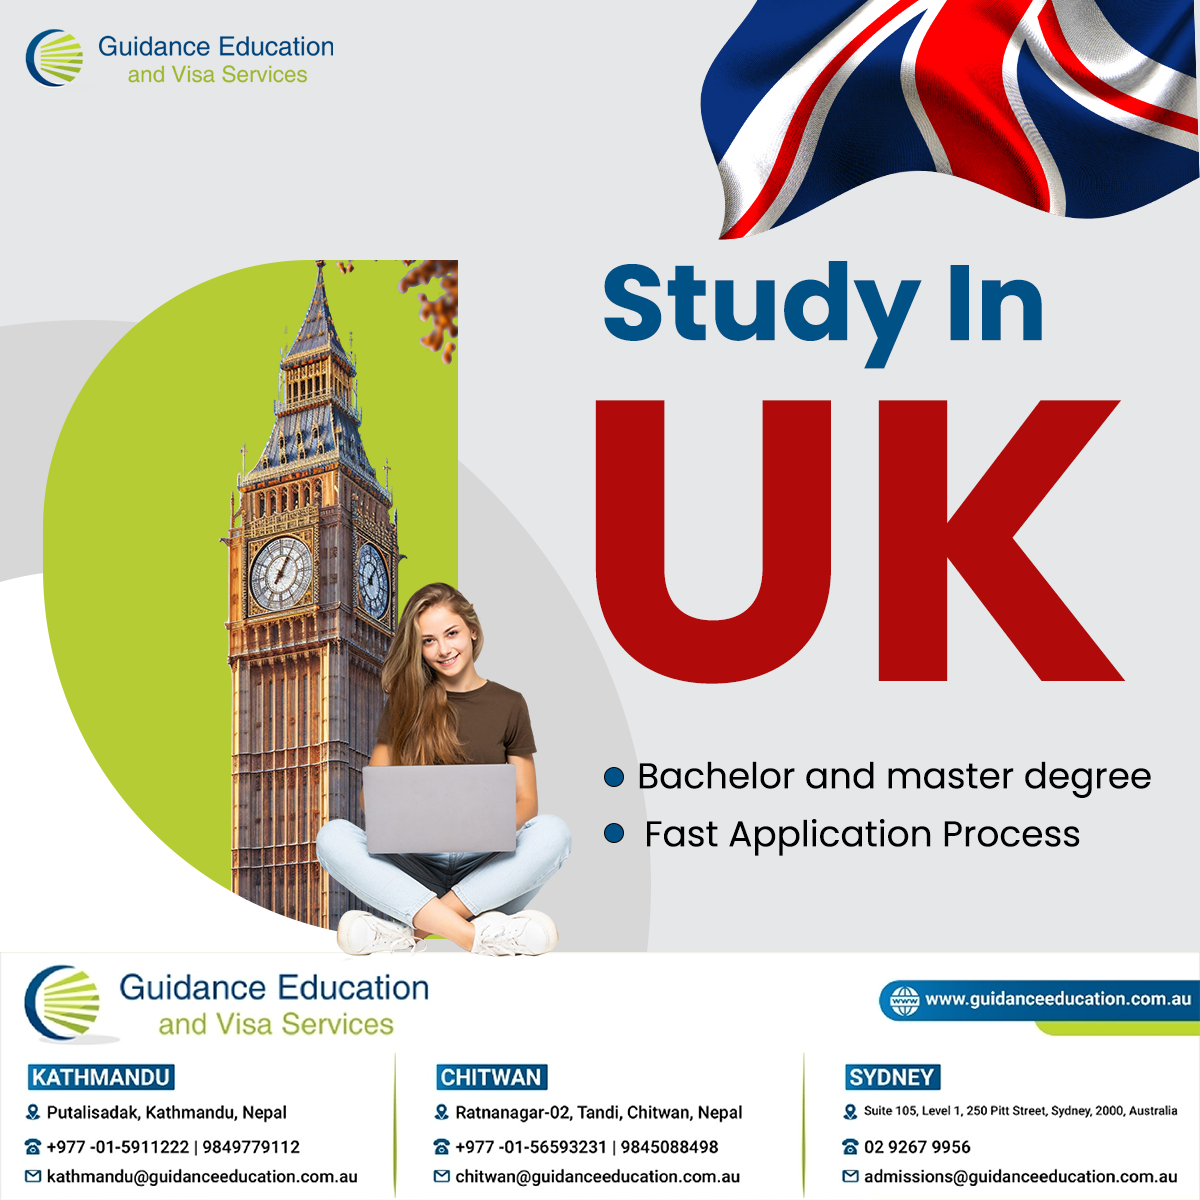 Guidance Education
and Visa Services
Study In
UK
Bachelor and master degree
Fast Application Process
Guidance Education
and Visa Services
www.guidanceeducation.com.au
KATHMANDU
Putalisadak, Kathmandu, Nepal
+977 -01-5911222 | 9849779112
kathmandu@guidanceeducation.com.au
CHITWAN
Ratnanagar-02, Tandi, Chitwan, Nepal
+977 -01-56593231 | 9845088498
chitwan@guidanceeducation.com.au
SYDNEY
Suite 105, Level 1, 250 Pitt Street, Sydney, 2000, Australia
02 9267 9956
admissions@guidanceeducation.com.au